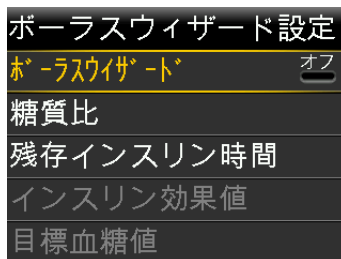 ボーラスウィザード設定
ﾎﾞｰﾗｽｳｨｻﾞｰﾄﾞ オフ
糖質比
残存インスリン時間
インスリン効果値
目標血糖値